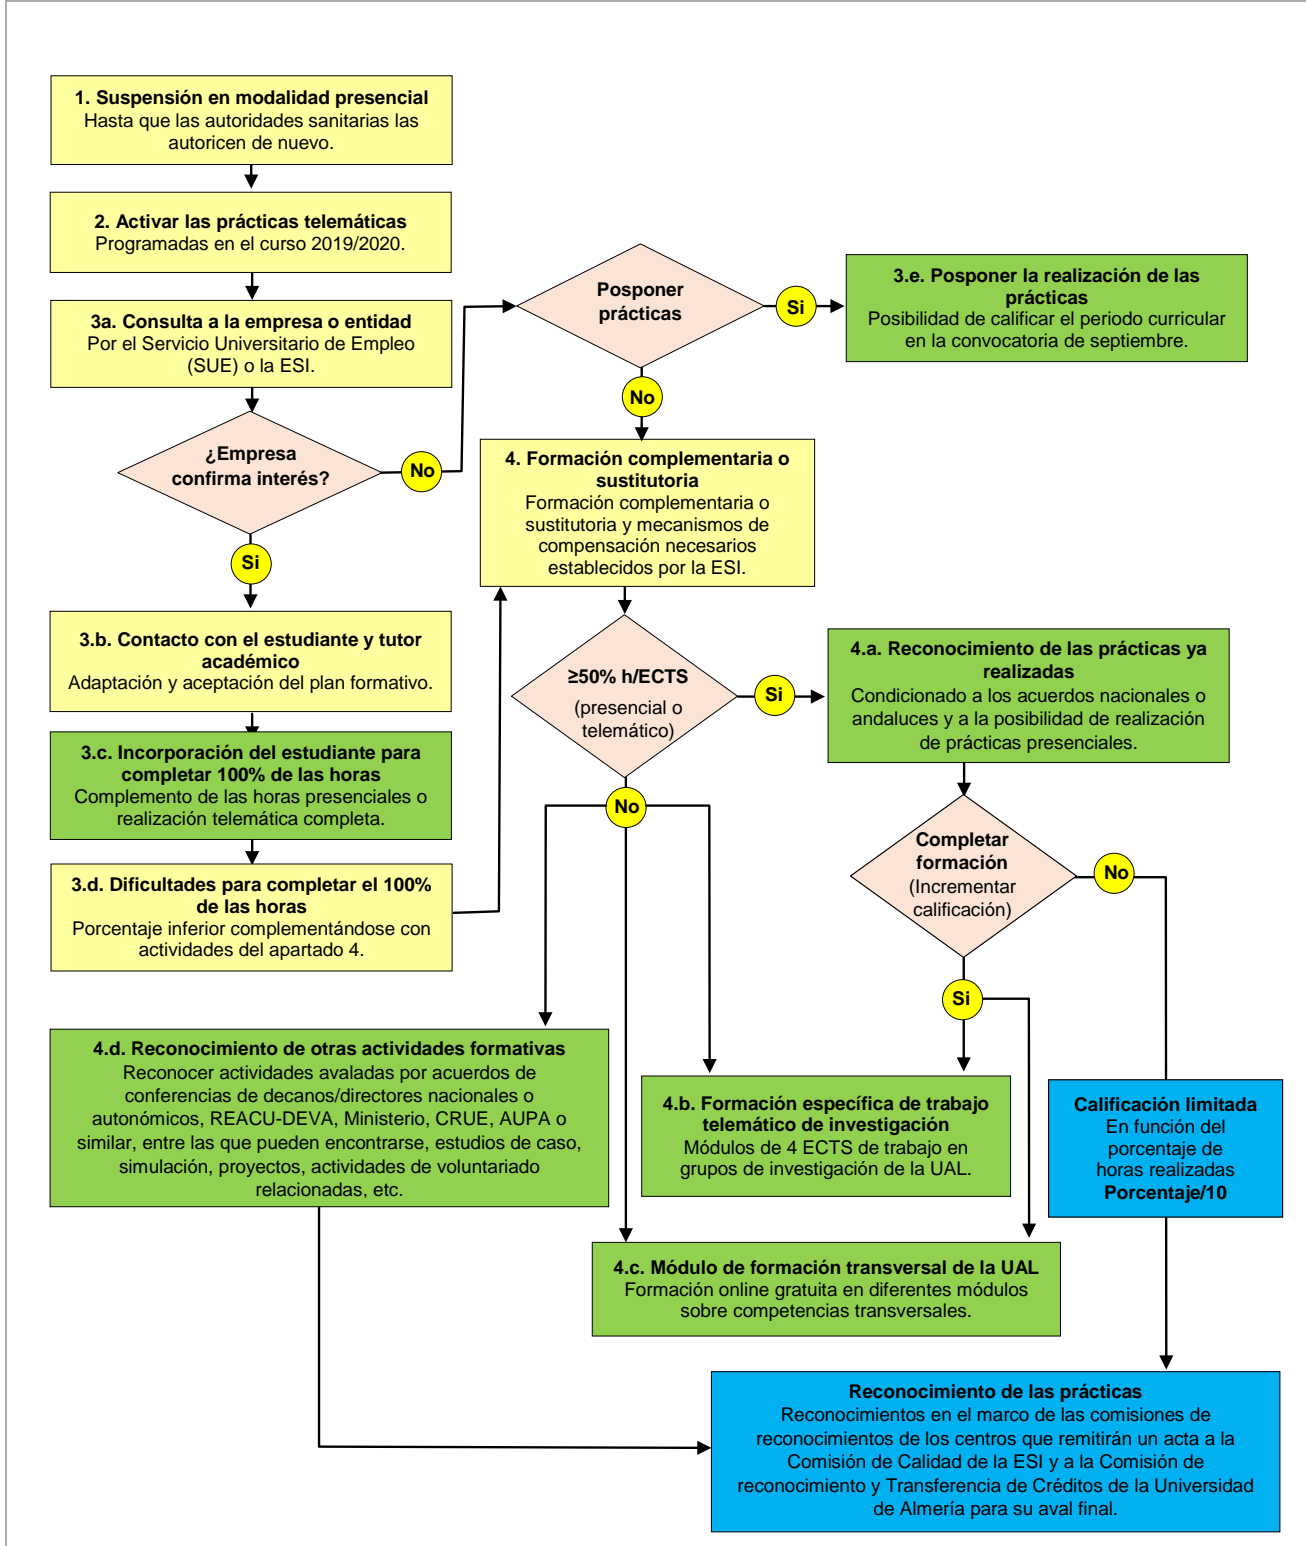 1. Suspensión en modalidad presencial
Hasta que las autoridades sanitarias las
autoricen de nuevo.
2. Activar las prácticas telemáticas
Programadas en el curso 2019/2020.
3a. Consulta a la empresa o entidad
Por el Servicio Universitario de Empleo
(SUE) o la ESI.
Posponer
prácticas
Si
3.e. Posponer la realización de las
prácticas
Posibilidad de calificar el periodo curricular
en la convocatoria de septiembre.
No
¿Empresa
confirma interés?
No
Si
4. Formación complementaria o
sustitutoria
Formación complementaria o
sustitutoria y mecanismos de
compensación necesarios
establecidos por la ESI.
3.b. Contacto con el estudiante y tutor
académico
Adaptación y aceptación del plan formativo.
≥50% h/ECTS
(presencial o
telemático)
Si
4.a. Reconocimiento de las prácticas ya
realizadas
Condicionado a los acuerdos nacionales o
andaluces y a la posibilidad de realización
de prácticas presenciales.
3.c. Incorporación del estudiante para
completar 100% de las horas
Complemento de las horas presenciales o
realización telemática completa.
No
Completar
formación
(Incrementar
calificación)
No
Si
3.d. Dificultades para completar el 100%
de las horas
Porcentaje inferior complementándose con
actividades del apartado 4.
4.d. Reconocimiento de otras actividades formativas
Reconocer actividades avaladas por acuerdos de
conferencias de decanos/directores nacionales o
autonómicos, REACU-DEVA, Ministerio, CRUE, AUPA o
similar, entre las que pueden encontrarse, estudios de caso,
simulación, proyectos, actividades de voluntariado
relacionadas, etc.
4.b. Formación específica de trabajo
telemático de investigación
Módulos de 4 ECTS de trabajo en
grupos de investigación de la UAL.
Calificación limitada
En función del
porcentaje de
horas realizadas
Porcentaje/10
4.c. Módulo de formación transversal de la UAL
Formación online gratuita en diferentes módulos
sobre competencias transversales.
Reconocimiento de las prácticas
Reconocimientos en el marco de las comisiones de
reconocimientos de los centros que remitirán un acta a la
Comisión de Calidad de la ESI y a la Comisión de
reconocimiento y Transferencia de Créditos de la Universidad
de Almería para su aval final.